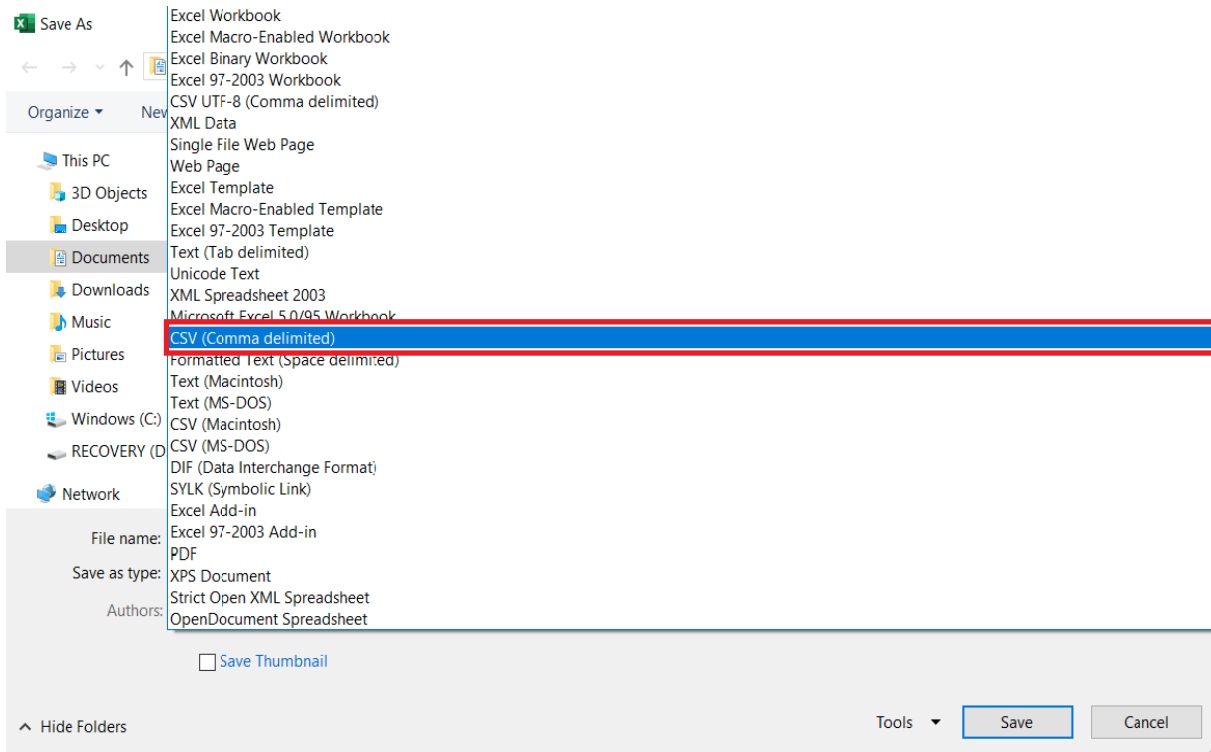 Save As
Organize
New
This PC
3D Objects
Desktop
Documents
Downloads
Music
Pictures
Videos
Windows (C:)
RECOVERY (D
Network
Excel Workbook
Excel Macro-Enabled Workbook
Excel Binary Workbook
Excel 97-2003 Workbook
CSV UTF-8 (Comma delimited)
XML Data
Single File Web Page
Web Page
Excel Template
Excel Macro-Enabled Template
Excel 97-2003 Template
Text (Tab delimited)
Unicode Text
XML Spreadsheet 2003
Microsoft Excel 5.0/95 Workbook
CSV (Comma delimited)
Formatted Text (Space delimited)
Text (Macintosh)
Text (MS-DOS)
CSV (Macintosh)
CSV (MS-DOS)
DIF (Data Interchange Format)
SYLK (Symbolic Link)
Excel Add-in
Excel 97-2003 Add-in
PDF
XPS Document
Strict Open XML Spreadsheet
OpenDocument Spreadsheet
File name:
Save as type:
Authors:
Save Thumbnail
Hide Folders
Tools
Save
Cancel